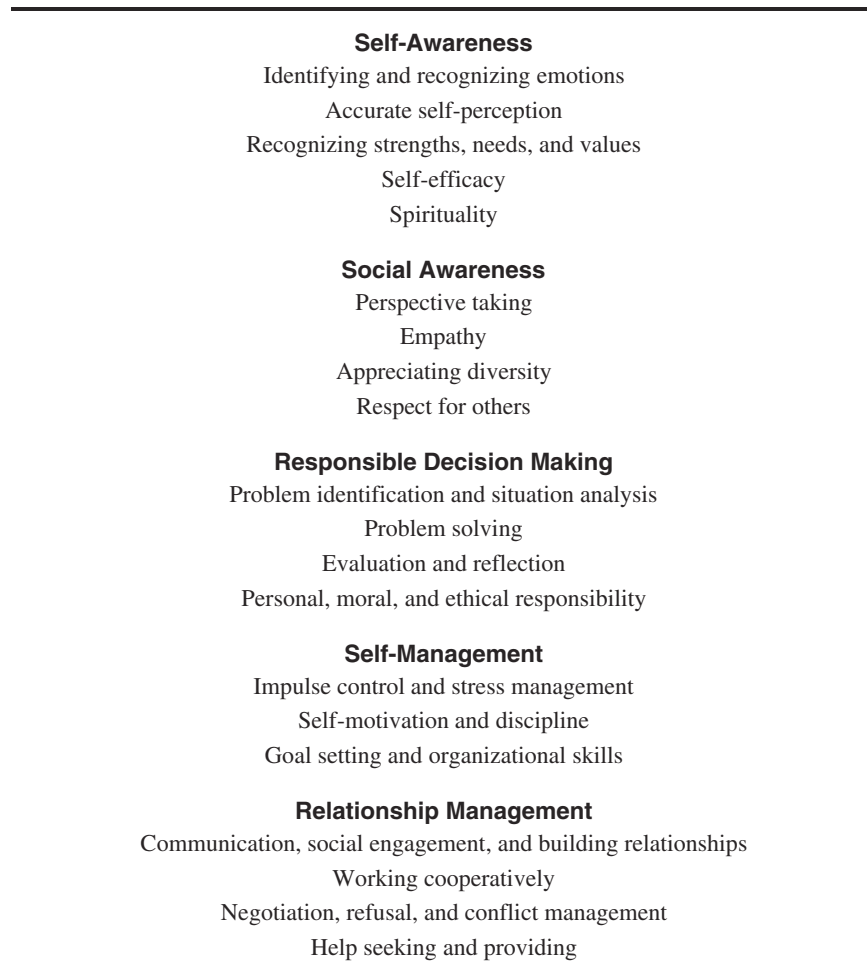 Self-Awareness
Identifying and recognizing emotions
Accurate self-perception
Recognizing strengths, needs, and values
Self-efficacy
Spirituality
Social Awareness
Perspective taking
Empathy
Appreciating diversity
Respect for others
Responsible Decision Making
Problem identification and situation analysis
Problem solving
Evaluation and reflection
Personal, moral, and ethical responsibility
Self-Management
Impulse control and stress management
Self-motivation and discipline
Goal setting and organizational skills
Relationship Management
Communication, social engagement, and building relationships
Working cooperatively
Negotiation, refusal, and conflict management
Help seeking and providing